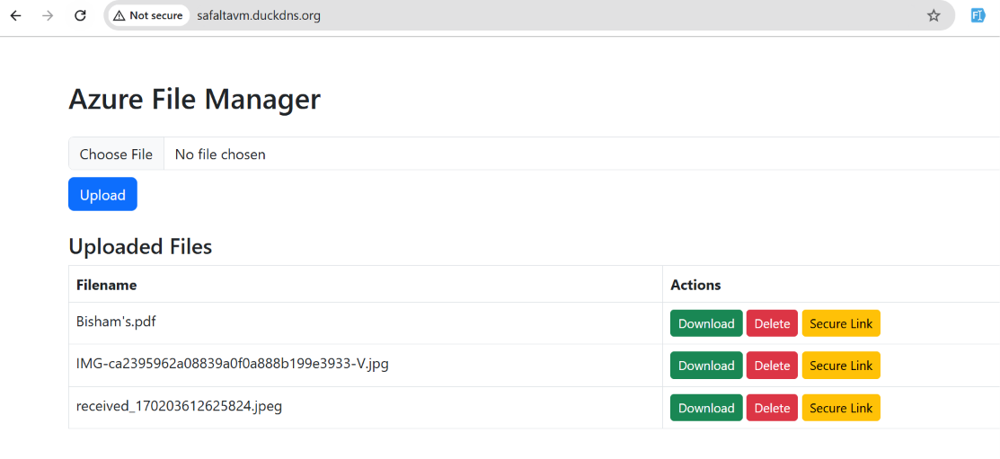 Not secure safaltavm.duckdns.org
Azure File Manager
Choose File No file chosen
Upload
Uploaded Files
Filename Actions
Bisham's.pdf Download Delete Secure Link
IMG-ca2395962a08839a0f0a888b199e3933-V.jpg Download Delete Secure Link
received_170203612625824.jpeg Download Delete Secure Link